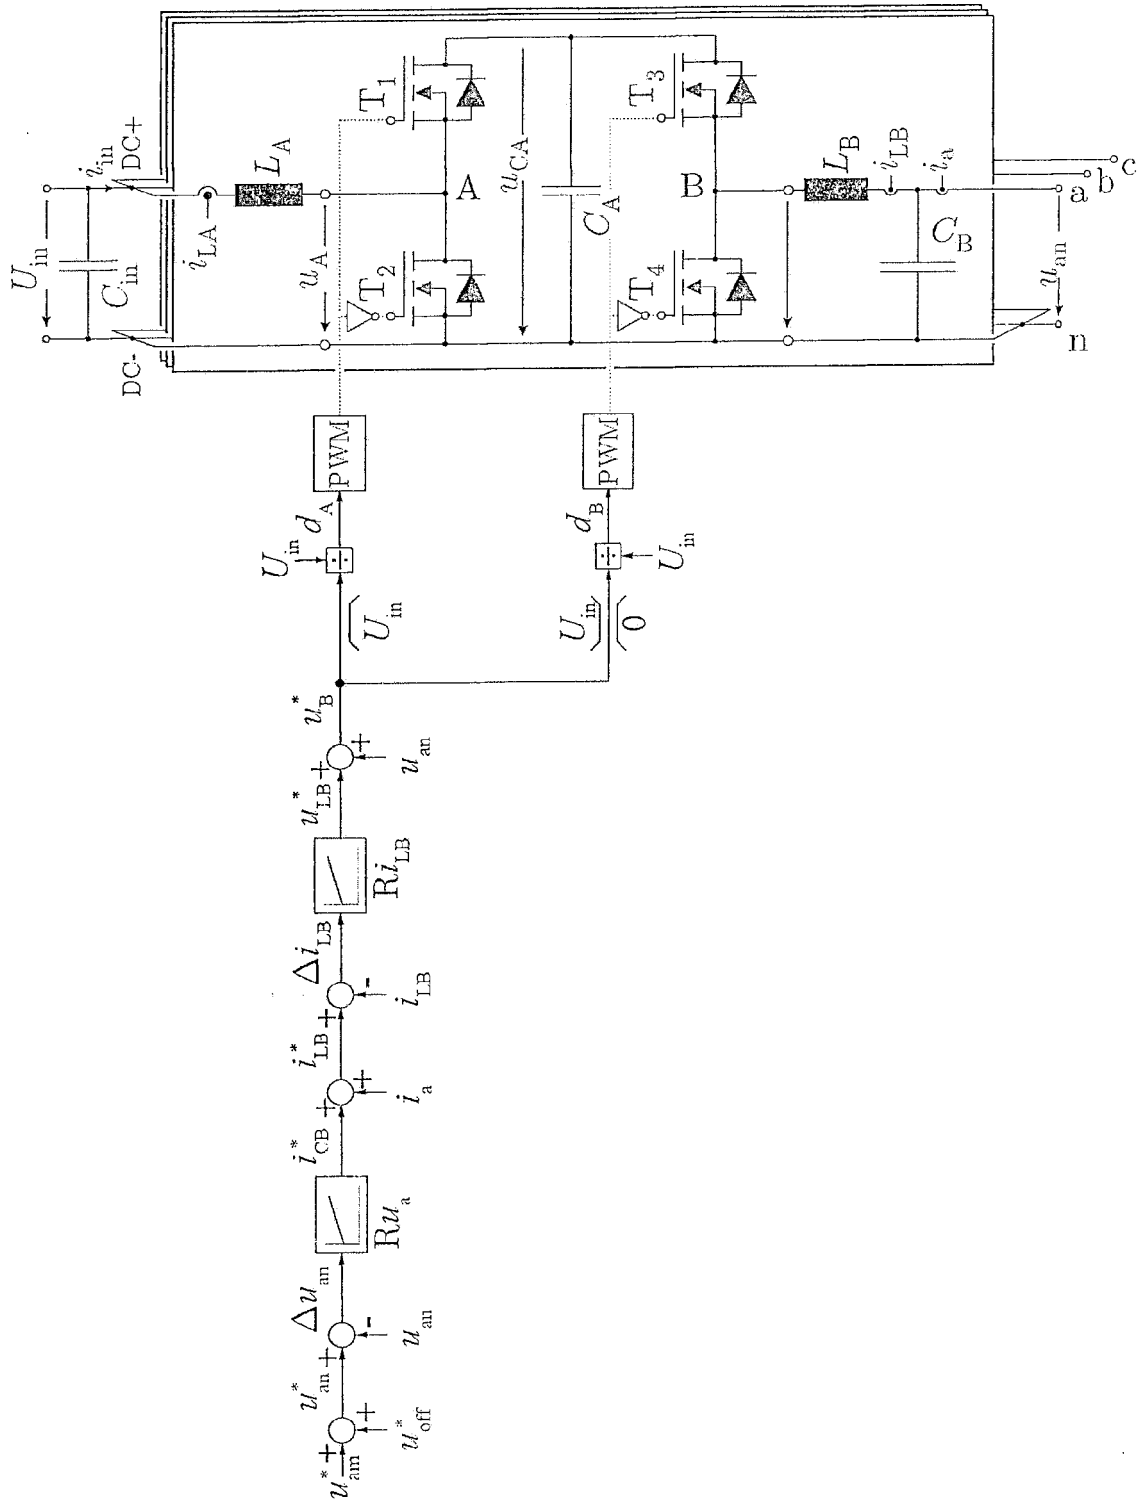 U_in
i_in
DC+
C_in
DC-
i_LA
L_A
u_A
T_1
T_2
A
u_CA
C_A
T_3
T_4
B
L_B
i_LB
i_a
C_B
a
b
c
u_an
n
PWM
PWM
d_A
d_B
U_in
U_in
U_in
U_in
0
u*_B
u_an
u*_LB
Ri_LB
Δi_LB
i_LB
i*_LB
i_a
i*_CB
Ru_a
Δu_an
u_an
u*_an
u*_off
u*_am